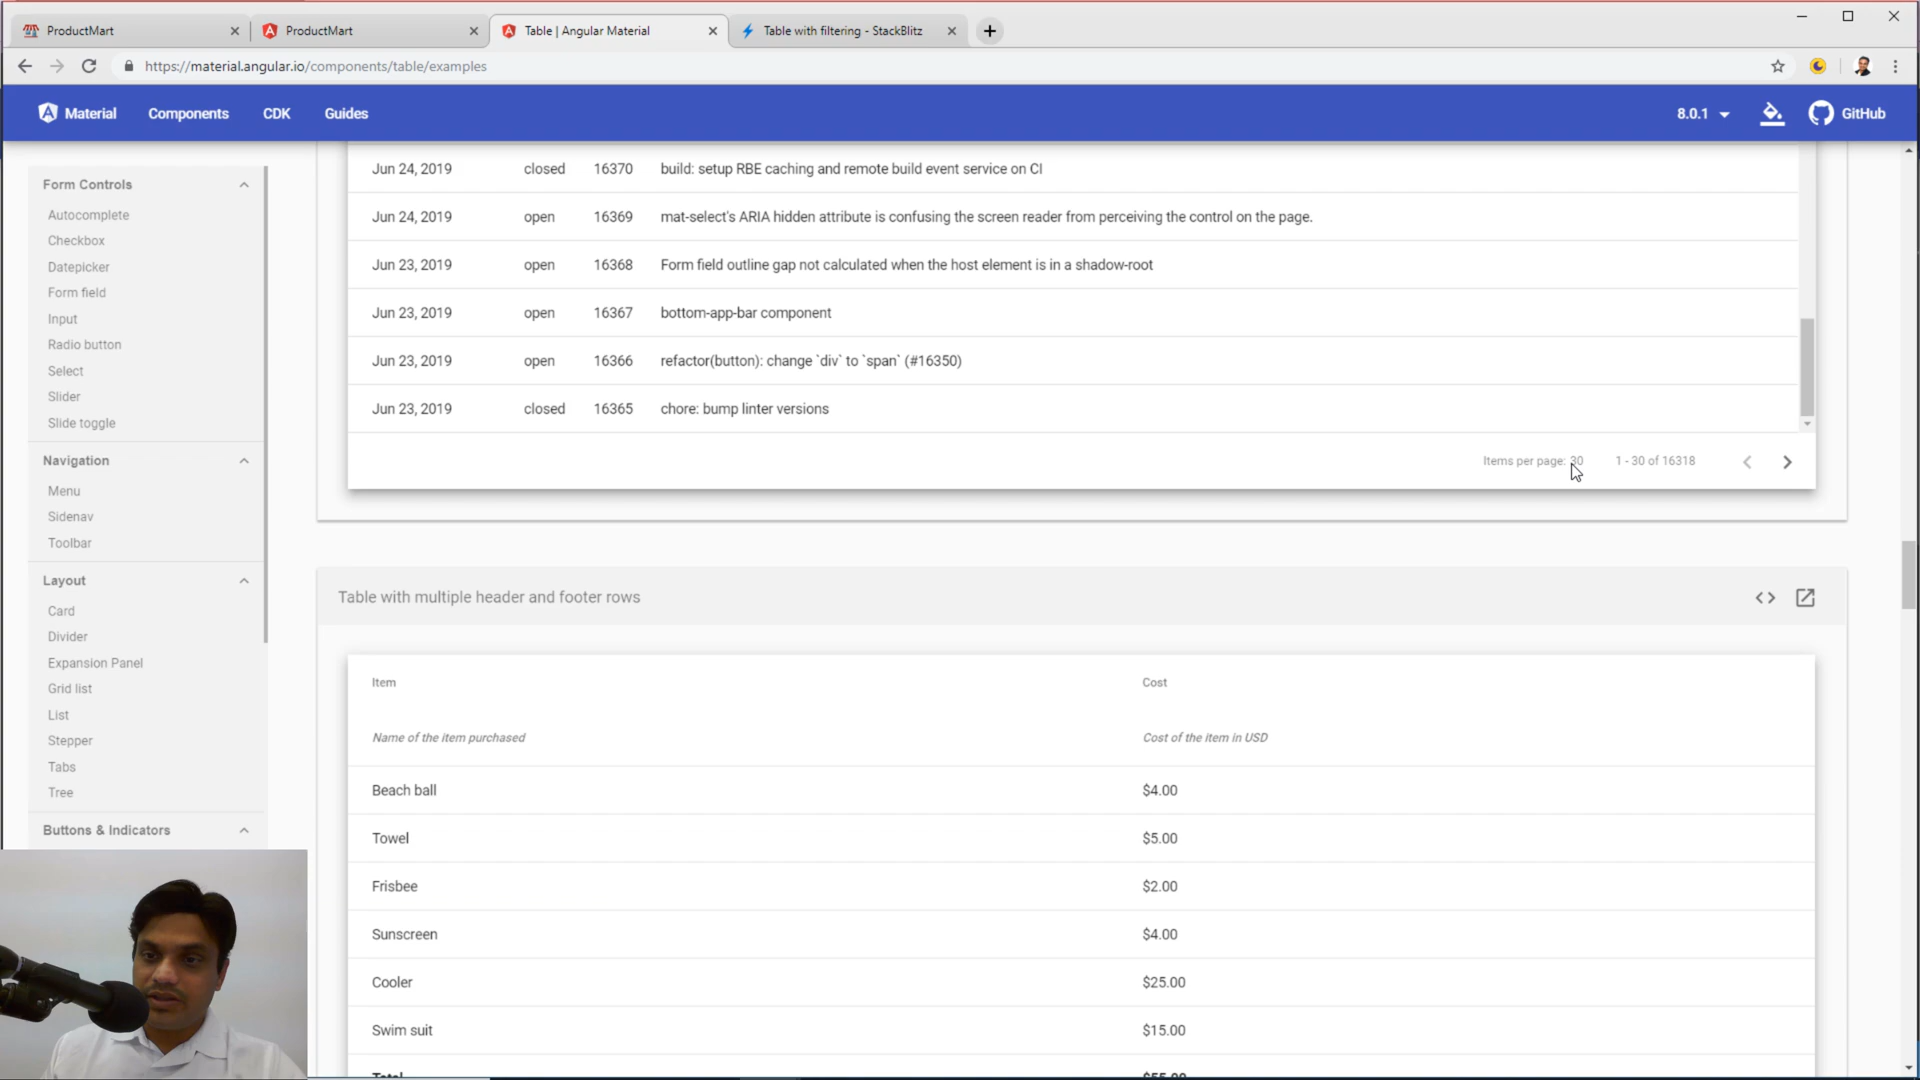 ProductMart
ProductMart
Table | Angular Material
Table with filtering - StackBlitz
https://material.angular.io/components/table/examples
Material Components CDK Guides 8.0.1 GitHub
Form Controls
Autocomplete
Checkbox
Datepicker
Form field
Input
Radio button
Select
Slider
Slide toggle
Navigation
Menu
Sidenav
Toolbar
Layout
Card
Divider
Expansion Panel
Grid list
List
Stepper
Tabs
Tree
Buttons & Indicators
Jun 24, 2019 closed 16370 build: setup RBE caching and remote build event service on CI
Jun 24, 2019 open 16369 mat-select's ARIA hidden attribute is confusing the screen reader from perceiving the control on the page.
Jun 23, 2019 open 16368 Form field outline gap not calculated when the host element is in a shadow-root
Jun 23, 2019 open 16367 bottom-app-bar component
Jun 23, 2019 open 16366 refactor(button): change `div` to `span` (#16350)
Jun 23, 2019 closed 16365 chore: bump linter versions
Items per page: 30 1 - 30 of 16318
Table with multiple header and footer rows
Item Cost
Name of the item purchased Cost of the item in USD
Beach ball $4.00
Towel $5.00
Frisbee $2.00
Sunscreen $4.00
Cooler $25.00
Swim suit $15.00
Total $55.00